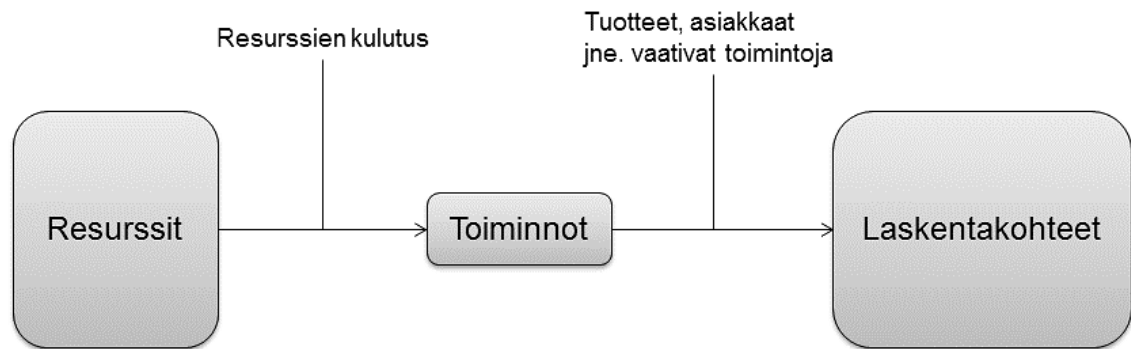 Resurssien kulutus
Tuotteet, asiakkaat
jne. vaativat toimintoja
Resurssit
Toiminnot
Laskentakohteet